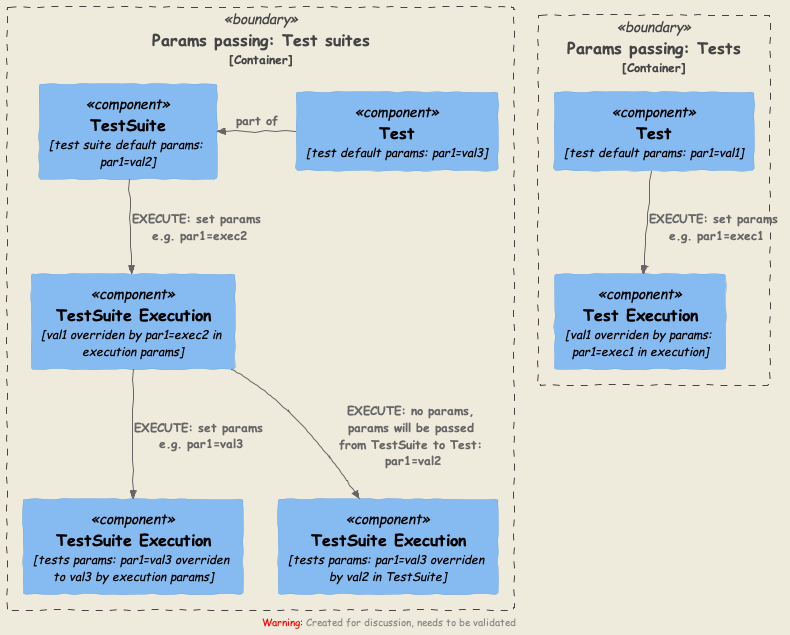 «boundary»
Params passing: Test suites
[Container]
«component»
TestSuite
[test suite default params:
par1=val2]
part of
«component»
Test
[test default params: par1=val3]
EXECUTE: set params
e.g. par1=exec2
«component»
TestSuite Execution
[val1 overriden by par1=exec2 in
execution params]
EXECUTE: set params
e.g. par1=val3
EXECUTE: no params,
params will be passed
from TestSuite to Test:
par1=val2
«component»
TestSuite Execution
[tests params: par1=val3 overriden
to val3 by execution params]
«component»
TestSuite Execution
[tests params: par1=val3 overriden
by val2 in TestSuite]
«boundary»
Params passing: Tests
[Container]
«component»
Test
[test default params: par1=val1]
EXECUTE: set params
e.g. par1=exec1
«component»
Test Execution
[val1 overriden by params:
par1=exec1 in execution]
Warning: Created for discussion, needs to be validated